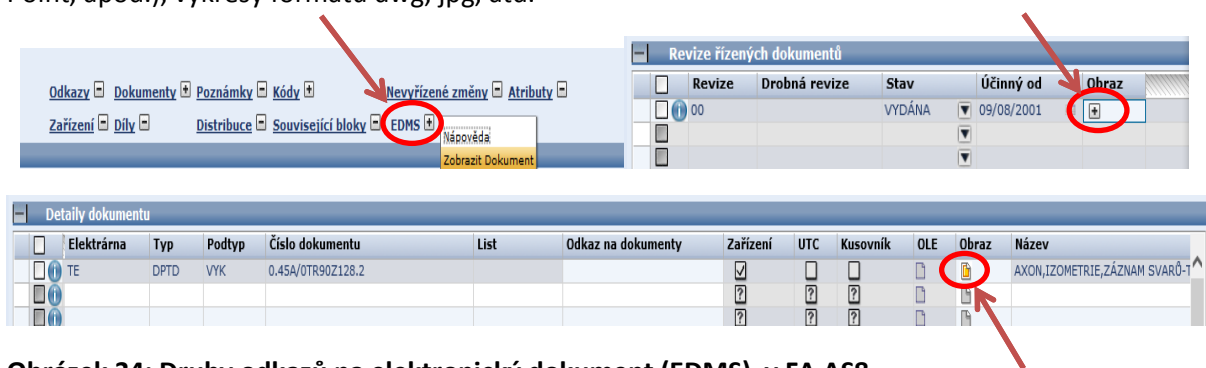 Point, apod.), výkresy formátu dwg, jpg, atd.
Odkazy Dokumenty Poznámky Kódy Nevyřízené změny Atributy
Zařízení Díly Distribuce Související bloky EDMS
Nápověda
Zobrazit Dokument
Revize řízených dokumentů
Revize Drobná revize Stav Účinný od Obraz
00 VYDÁNA 09/08/2001
Detaily dokumentu
Elektrárna Typ Podtyp Číslo dokumentu List Odkaz na dokumenty Zařízení UTC Kusovník OLE Obraz Název
TE DPTD VYK 0.45A/0TR90Z128.2 AXON,IZOMETRIE,ZÁZNAM SVARŮ-T
? ? ?
? ? ?
Obrázek 24: Druhy odkazů na elektronický dokument (EDMS) v EA AS8